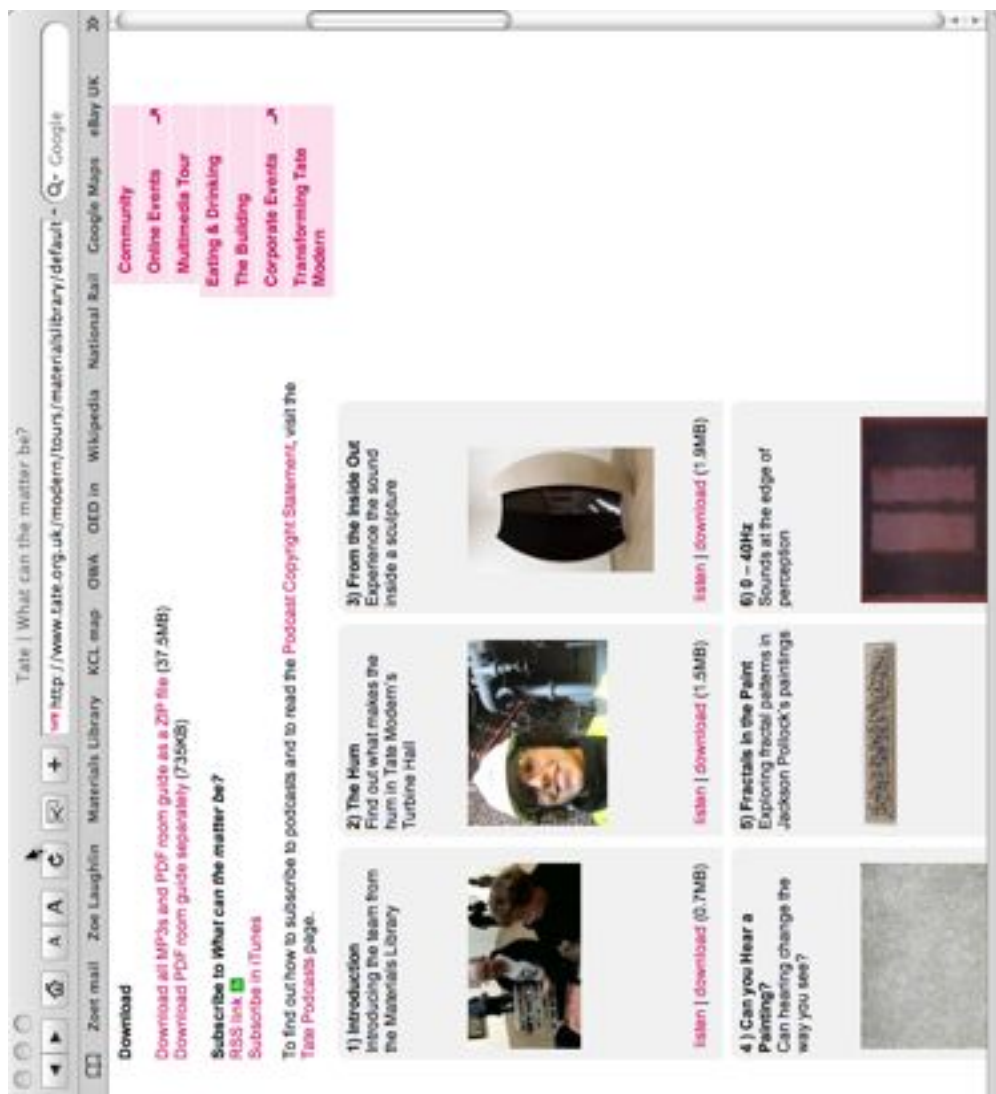 Tate | What can the matter be?
http://www.tate.org.uk/modern/tours/materialslibrary/default
Google
A A
Zoet mail Zoe Laughlin Materials Library KCL map OWA OED in Wikipedia National Rail Google Maps eBay UK
Download
Download all MP3s and PDF room guide as a ZIP file (37.5MB)
Download PDF room guide separately (735KB)
Subscribe to What can the matter be?
RSS link
Subscribe in iTunes
To find out how to subscribe to podcasts and to read the Podcast Copyright Statement, visit the
Tate Podcasts page.
Community
Online Events
Multimedia Tour
Eating & Drinking
The Building
Corporate Events
Transforming Tate
Modern
1) Introduction
Introducing the team from
the Materials Library
listen | download (0.7MB)
2) The Hum
Find out what makes the
hum in Tate Modern's
Turbine Hall
listen | download (1.5MB)
3) From the Inside Out
Experience the sound
inside a sculpture
listen | download (1.9MB)
4) Can you Hear a
Painting?
Can hearing change the
way you see?
5) Fractals in the Paint
Exploring fractal patterns in
Jackson Pollock's paintings
6) 0 – 40Hz
Sounds at the edge of
perception